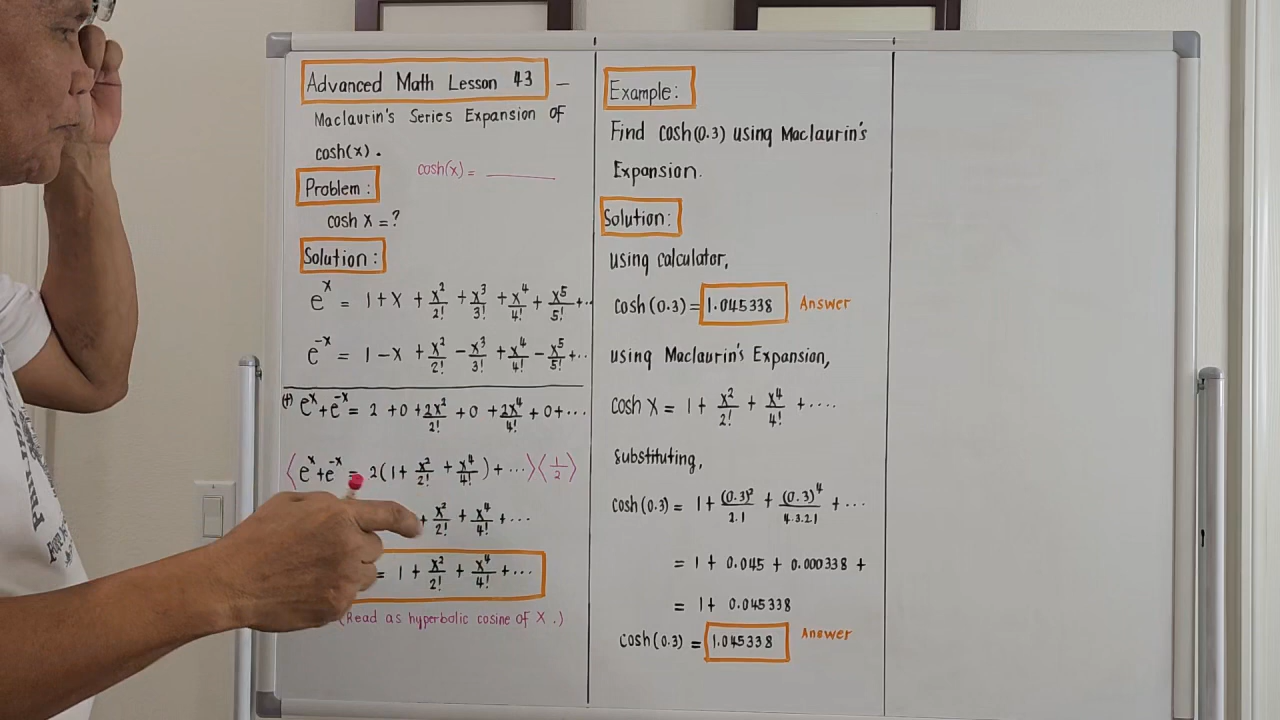 Advanced Math Lesson 43 –
Maclaurin's Series Expansion of
cosh(x).
cosh(x) = ______
Problem:
cosh x = ?
Solution:
e^x = 1 + x + x²/2! + x³/3! + x⁴/4! + x⁵/5! + ..
e^-x = 1 - x + x²/2! - x³/3! + x⁴/4! - x⁵/5! + ..
(+) e^x + e^-x = 2 + 0 + 2x²/2! + 0 + 2x⁴/4! + 0 + ...
⟨e^x + e^-x = 2(1 + x²/2! + x⁴/4!) + ...⟩⟨1/2⟩
+ x²/2! + x⁴/4! + ...
= 1 + x²/2! + x⁴/4! + ...
(Read as hyperbolic cosine of X.)
Example:
Find cosh(0.3) using Maclaurin's
Expansion.
Solution:
using calculator,
cosh(0.3) = 1.045338 Answer
using Maclaurin's Expansion,
cosh x = 1 + x²/2! + x⁴/4! + ....
substituting,
cosh(0.3) = 1 + (0.3)²/2.1 + (0.3)⁴/4.3.2.1 + ...
= 1 + 0.045 + 0.000338 +
= 1 + 0.045338
cosh(0.3) = 1.045338 Answer